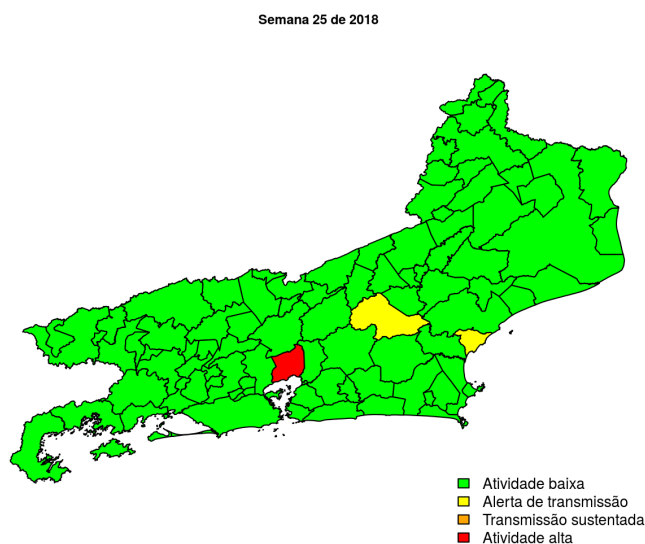 Semana 25 de 2018
Atividade baixa
Alerta de transmissão
Transmissão sustentada
Atividade alta